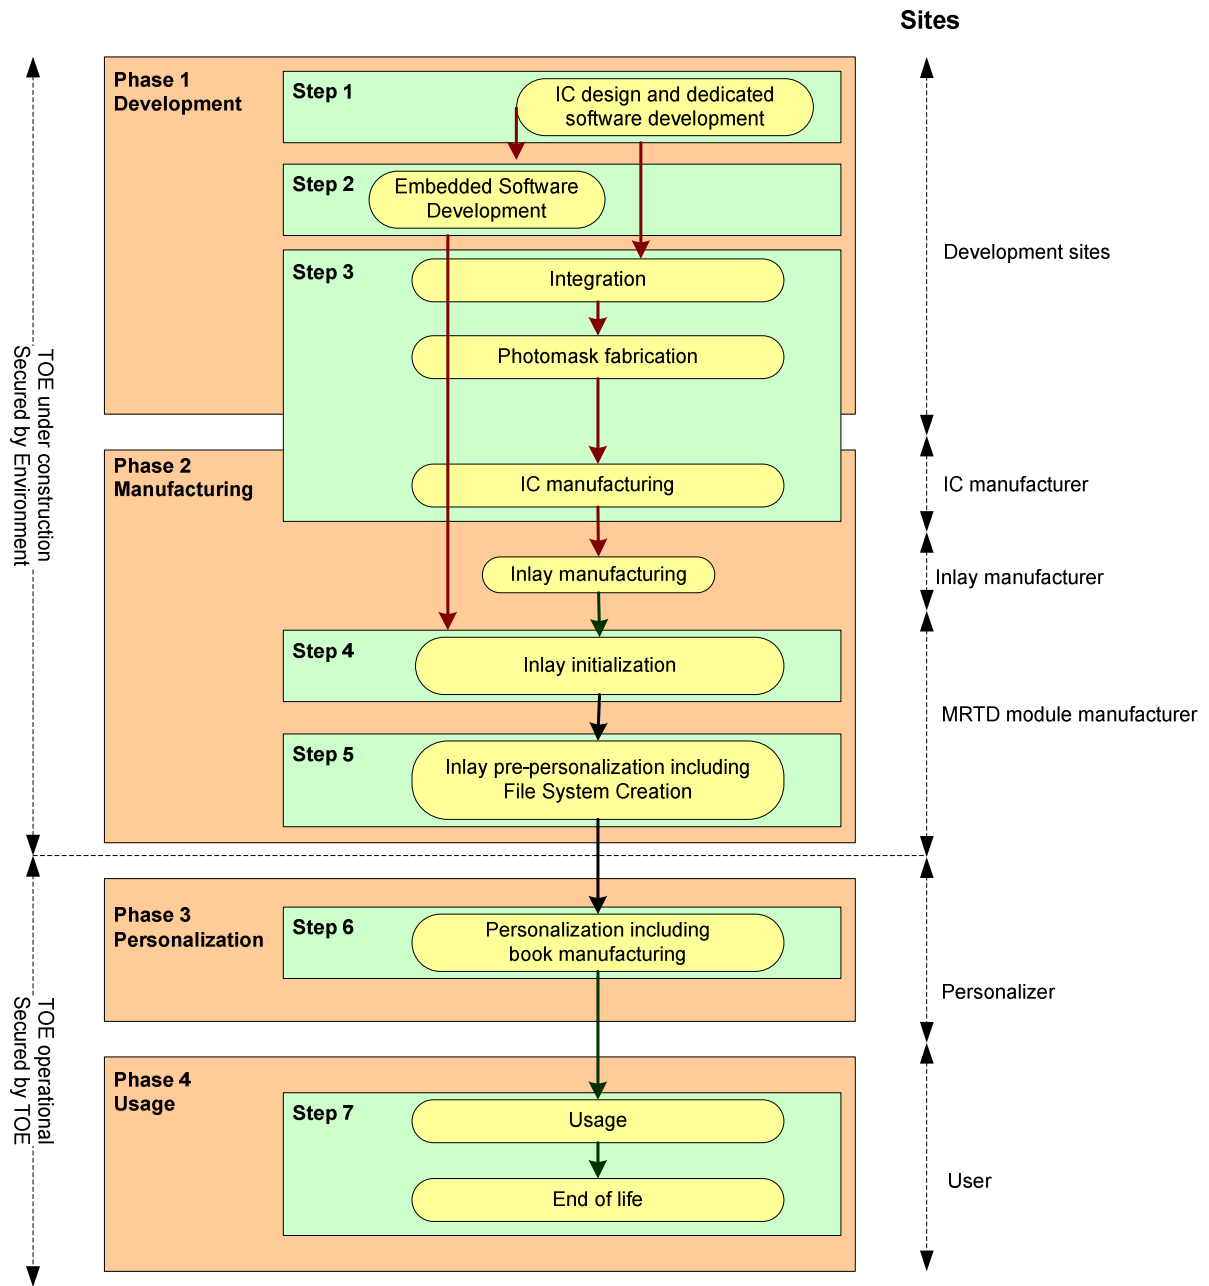 Sites
Phase 1
Development
Step 1
IC design and dedicated
software development
Step 2
Embedded Software
Development
Step 3
Integration
Photomask fabrication
Development sites
TOE under construction
Secured by Environment
Phase 2
Manufacturing
IC manufacturing
IC manufacturer
Inlay manufacturing
Inlay manufacturer
Step 4
Inlay initialization
MRTD module manufacturer
Step 5
Inlay pre-personalization including
File System Creation
Phase 3
Personalization
Step 6
Personalization including
book manufacturing
Personalizer
TOE operational
Secured by TOE
Phase 4
Usage
Step 7
Usage
End of life
User